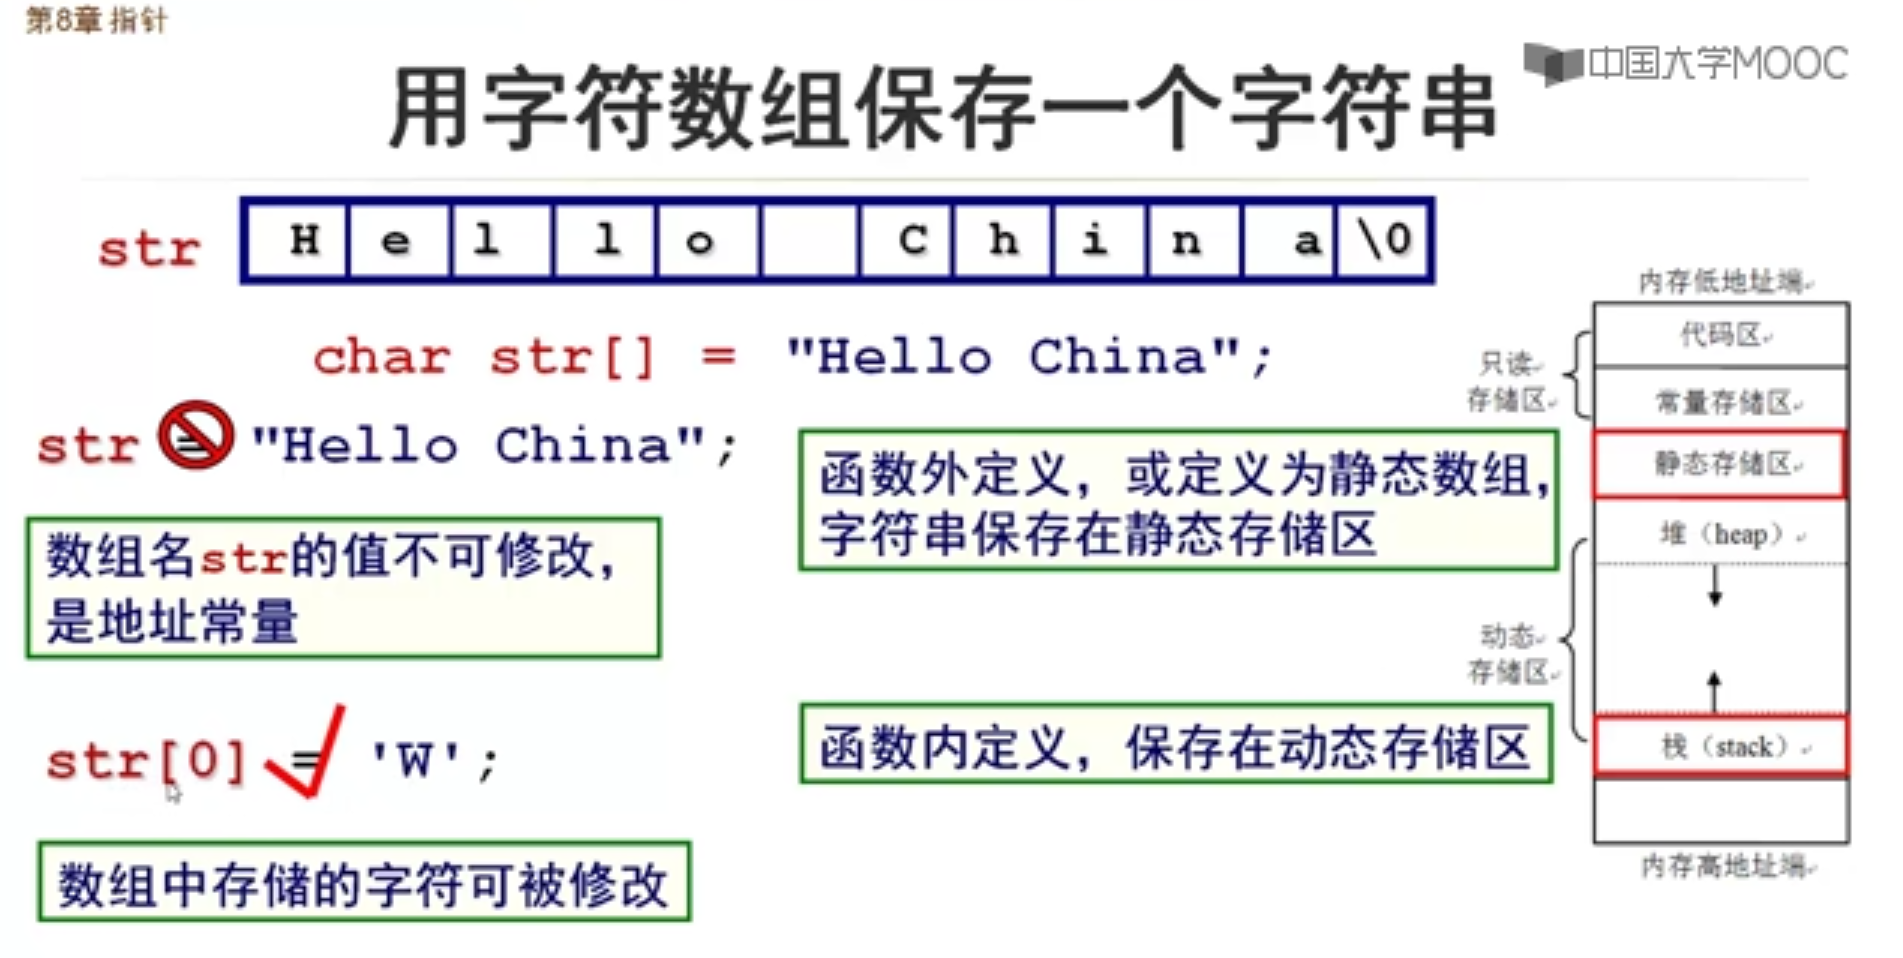 第8章 指针
中国大学MOOC
用字符数组保存一个字符串
str H e l l o C h i n a \0
char str[] = "Hello China";
str = "Hello China";
数组名str的值不可修改，
是地址常量
str[0] = 'W';
数组中存储的字符可被修改
函数外定义，或定义为静态数组，
字符串保存在静态存储区
函数内定义，保存在动态存储区
内存低地址端
只读
存储区
代码区
常量存储区
静态存储区
堆（heap）
动态
存储区
栈（stack）
内存高地址端